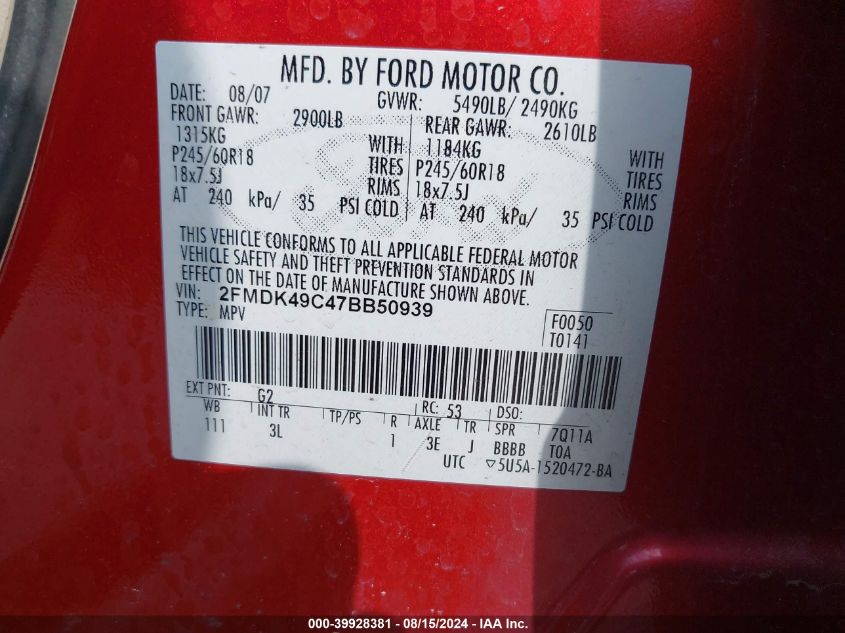 MFD. BY FORD MOTOR CO.
DATE: 08/07 GVWR: 5490LB/ 2490KG
FRONT GAWR: 2900LB REAR GAWR: 2610LB
1315KG WITH 1184KG WITH
P245/60R18 TIRES P245/60R18 TIRES
18x7.5J RIMS 18x7.5J RIMS
AT 240 kPa/ 35 PSI COLD AT 240 kPa/ 35 PSI COLD
THIS VEHICLE CONFORMS TO ALL APPLICABLE FEDERAL MOTOR
VEHICLE SAFETY AND THEFT PREVENTION STANDARDS IN
EFFECT ON THE DATE OF MANUFACTURE SHOWN ABOVE.
VIN: 2FMDK49C47BB50939
TYPE: MPV
F0050
T0141
EXT PNT: G2 RC: 53 DSO:
WB INT TR TP/PS R AXLE TR SPR 7Q11A
111 3L 1 3E J BBBB TOA
UTC ▽5U5A-1520472-BA
000-39928381 - 08/15/2024 - IAA Inc.